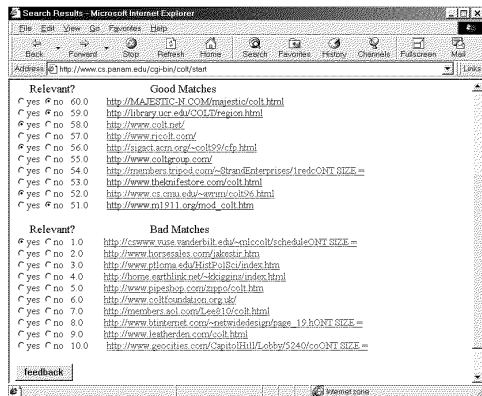 Search Results - Microsoft Internet Explorer
File Edit View Go Favorites Help
Back Forward Stop Refresh Home Search Favorites History Channels Fullscreen Mail
Address http://www.cs.panam.edu/cgi-bin/colt/start Links
Relevant? Good Matches
yes no 60.0 http://MAJESTIC-N.COM/majestic/colt.html
yes no 59.0 http://library.ucr.edu/COLT/region.html
yes no 58.0 http://www.colt.net/
yes no 57.0 http://www.ricolt.com/
yes no 56.0 http://sigact.acm.org/~colt99/cfp.html
yes no 55.0 http://www.coltgroup.com/
yes no 54.0 http://members.tripod.com/~StrandEnterprises/1redcONT SIZE=
yes no 53.0 http://www.theknifestore.com/colt.html
yes no 52.0 http://www.cs.cmu.edu/~avrim/colt96.html
yes no 51.0 http://www.m1911.org/mod_colt.htm
Relevant? Bad Matches
yes no 1.0 http://cswww.vuse.vanderbilt.edu/~mlccolt/scheduleONT SIZE=
yes no 2.0 http://www.horsesales.com/jakestir.htm
yes no 3.0 http://www.ptloma.edu/HistPolSci/index.htm
yes no 4.0 http://home.earthlink.net/~kkiggins/index.html
yes no 5.0 http://www.pipeshop.com/zippo/colt.htm
yes no 6.0 http://www.coltfoundation.org.uk/
yes no 7.0 http://members.aol.com/Lee810/colt.html
yes no 8.0 http://www.btinternet.com/~netwidedesign/page_19.hONT SIZE=
yes no 9.0 http://www.leatherden.com/colt.html
yes no 10.0 http://www.geocities.com/CapitolHill/Lobby/5240/coONT SIZE=
feedback
Internet zone